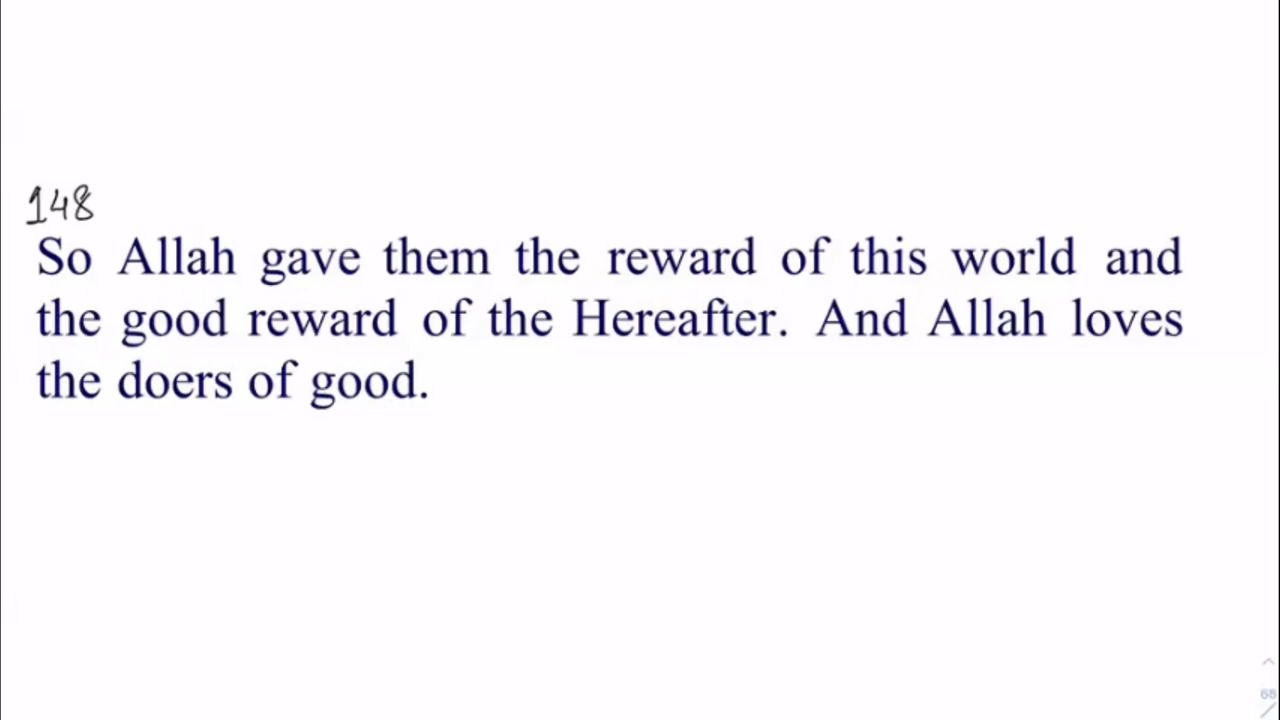 148
So Allah gave them the reward of this world and
the good reward of the Hereafter. And Allah loves
the doers of good.
68